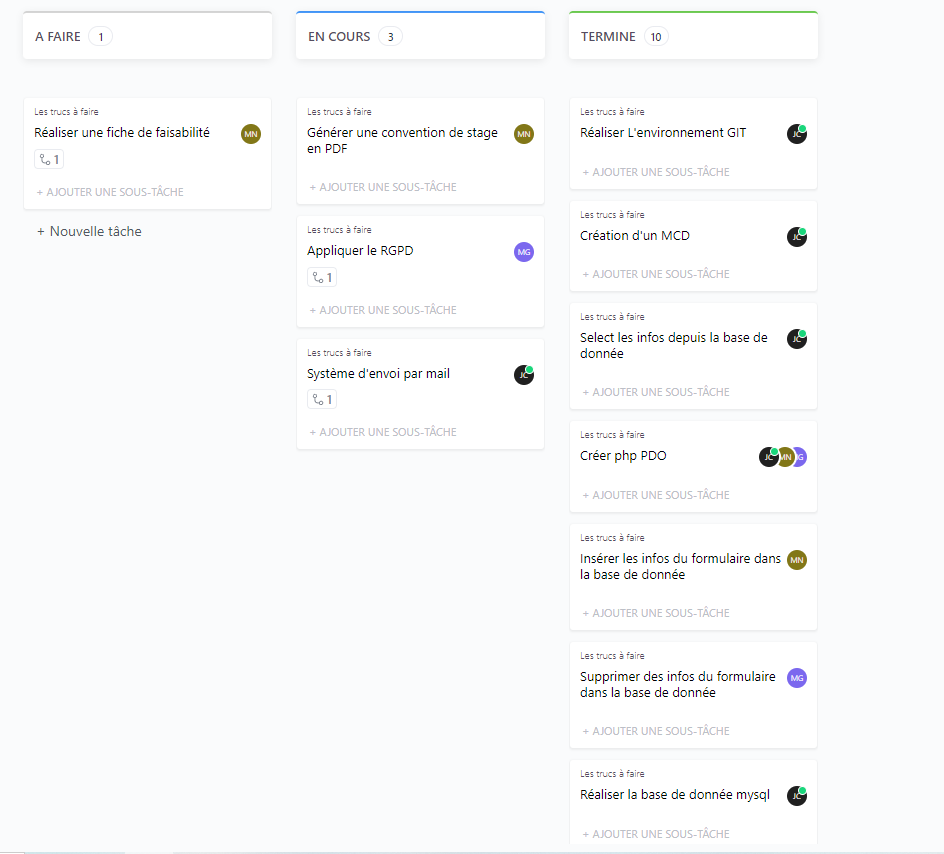 A FAIRE 1
Les trucs à faire
Réaliser une fiche de faisabilité
MN
1
+ AJOUTER UNE SOUS-TÂCHE
+ Nouvelle tâche
EN COURS 3
Les trucs à faire
Générer une convention de stage
en PDF
MN
+ AJOUTER UNE SOUS-TÂCHE
Les trucs à faire
Appliquer le RGPD
MG
1
+ AJOUTER UNE SOUS-TÂCHE
Les trucs à faire
Système d'envoi par mail
JC
1
+ AJOUTER UNE SOUS-TÂCHE
TERMINE 10
Les trucs à faire
Réaliser L'environnement GIT
JC
+ AJOUTER UNE SOUS-TÂCHE
Les trucs à faire
Création d'un MCD
JC
+ AJOUTER UNE SOUS-TÂCHE
Les trucs à faire
Select les infos depuis la base de
donnée
JC
+ AJOUTER UNE SOUS-TÂCHE
Les trucs à faire
Créer php PDO
JC MN G
+ AJOUTER UNE SOUS-TÂCHE
Les trucs à faire
Insérer les infos du formulaire dans
la base de donnée
MN
+ AJOUTER UNE SOUS-TÂCHE
Les trucs à faire
Supprimer des infos du formulaire
dans la base de donnée
MG
+ AJOUTER UNE SOUS-TÂCHE
Les trucs à faire
Réaliser la base de donnée mysql
JC
+ AJOUTER UNE SOUS-TÂCHE